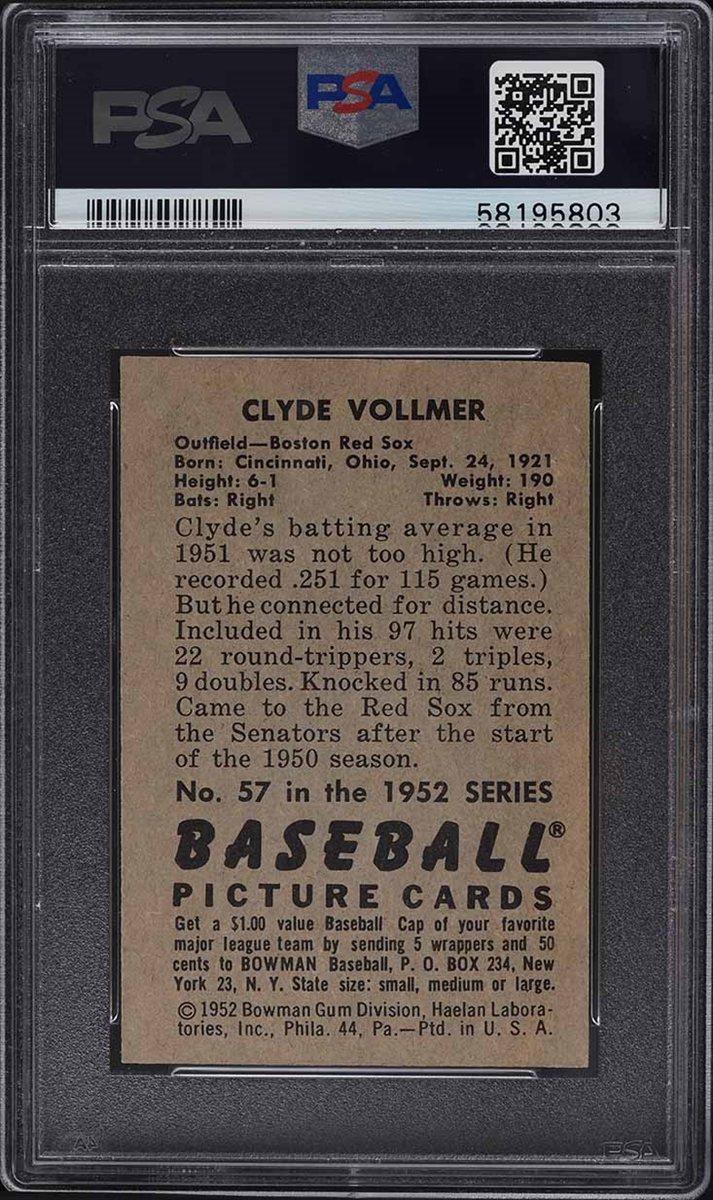 PSA
PSA
58195803
CLYDE VOLLMER
Outfield—Boston Red Sox
Born: Cincinnati, Ohio, Sept. 24, 1921
Height: 6-1 Weight: 190
Bats: Right Throws: Right
Clyde's batting average in
1951 was not too high. (He
recorded .251 for 115 games.)
But he connected for distance.
Included in his 97 hits were
22 round-trippers, 2 triples,
9 doubles. Knocked in 85 runs.
Came to the Red Sox from
the Senators after the start
of the 1950 season.
No. 57 in the 1952 SERIES
BASEBALL®
PICTURE CARDS
Get a $1.00 value Baseball Cap of your favorite
major league team by sending 5 wrappers and 50
cents to BOWMAN Baseball, P. O. BOX 234, New
York 23, N. Y. State size: small, medium or large.
© 1952 Bowman Gum Division, Haelan Labora-
tories, Inc., Phila. 44, Pa.—Ptd. in U. S. A.
PSA